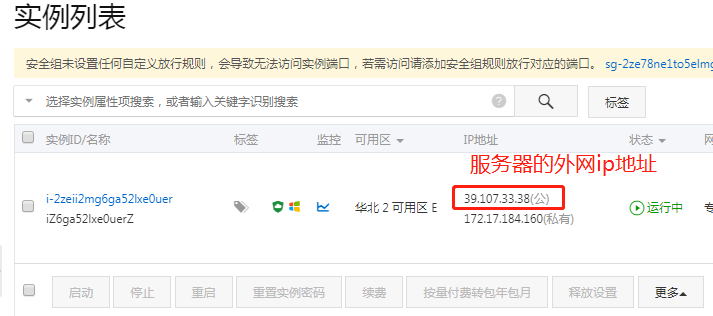 实例列表
安全组未设置任何自定义放行规则，会导致无法访问实例端口，若需访问请添加安全组规则放行对应的端口。 sg-2ze78ne1to5elmg
选择实例属性项搜索，或者输入关键字识别搜索 ? 标签
实例ID/名称 标签 监控 可用区 IP地址 状态
服务器的外网ip地址
i-2zeii2mg6ga52lxe0uer
iZ6ga52lxe0uerZ
华北 2 可用区 E
39.107.33.38(公)
172.17.184.160(私有)
运行中
启动 停止 重启 重置实例密码 续费 按量付费转包年包月 释放设置 更多